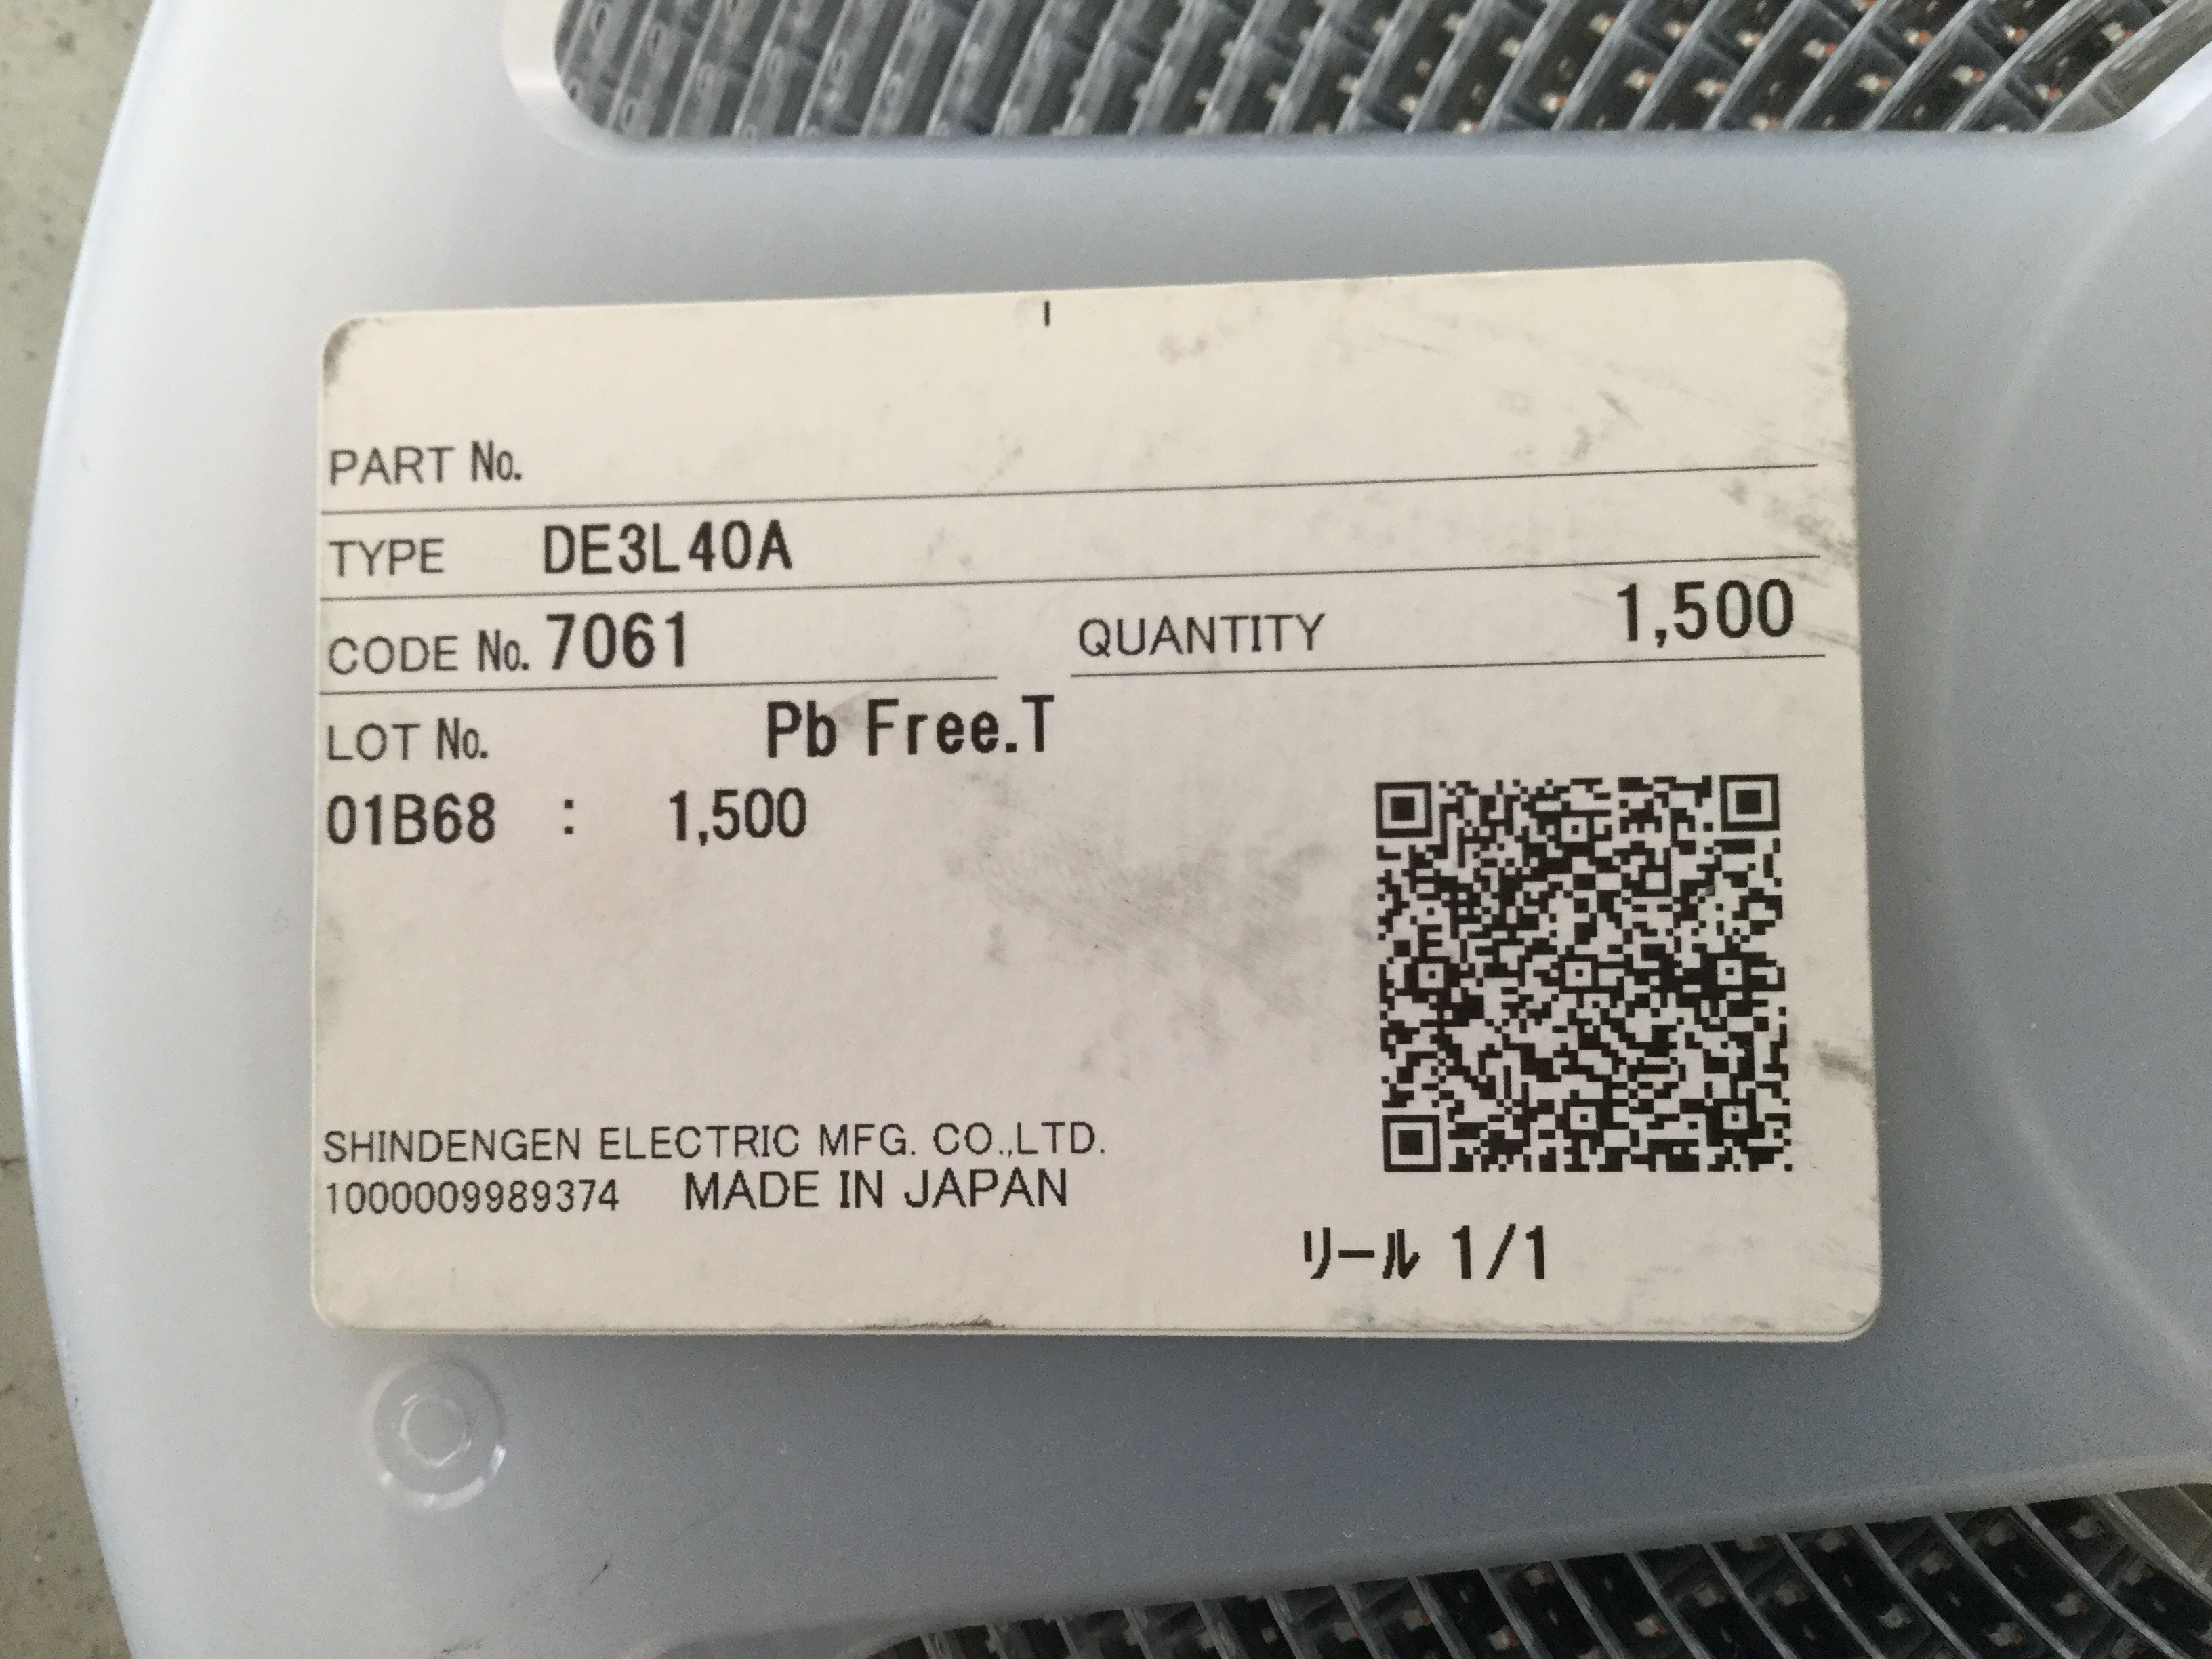 PART No.
TYPE DE3L40A
CODE No. 7061 QUANTITY 1,500
LOT No. Pb Free.T
01B68 : 1,500
SHINDENGEN ELECTRIC MFG. CO.,LTD.
1000009989374 MADE IN JAPAN
リール 1/1